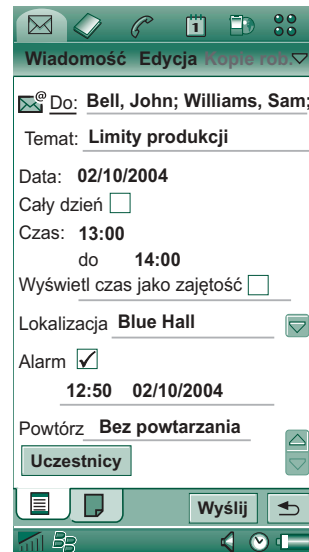 Wiadomość Edycja Kopie rob.
Do: Bell, John; Williams, Sam;
Temat: Limity produkcji
Data: 02/10/2004
Cały dzień
Czas: 13:00
do 14:00
Wyświetl czas jako zajętość
Lokalizacja Blue Hall
Alarm
12:50 02/10/2004
Powtórz Bez powtarzania
Uczestnicy
Wyślij